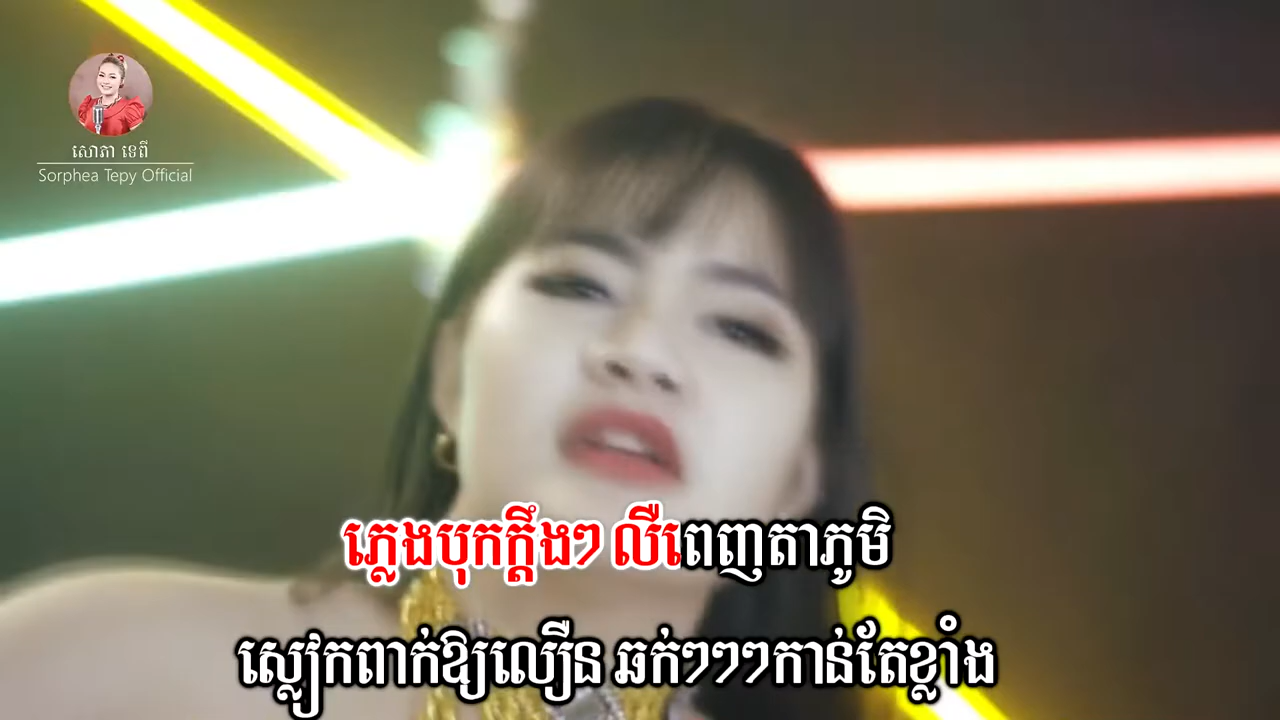 សោភា ទេពី
Sorphea Tepy Official
ភ្លេងបុកក្តឹងៗ លឺពេញតាភូមិ
ស្លៀកពាក់ឱ្យល្បឿន ឆក់ៗៗៗកាន់តែខ្លាំង